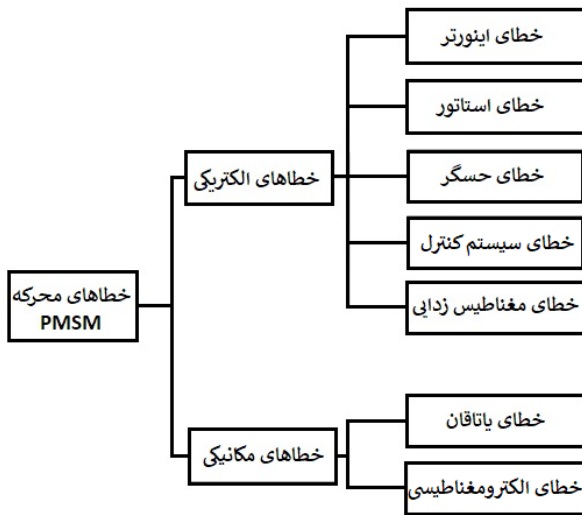 خطاهای محرکه
PMSM
خطاهای الکتریکی
خطای اینورتر
خطای استاتور
خطای حسگر
خطای سیستم کنترل
خطای مغناطیس زدایی
خطاهای مکانیکی
خطای یاتاقان
خطای الکترومغناطیسی